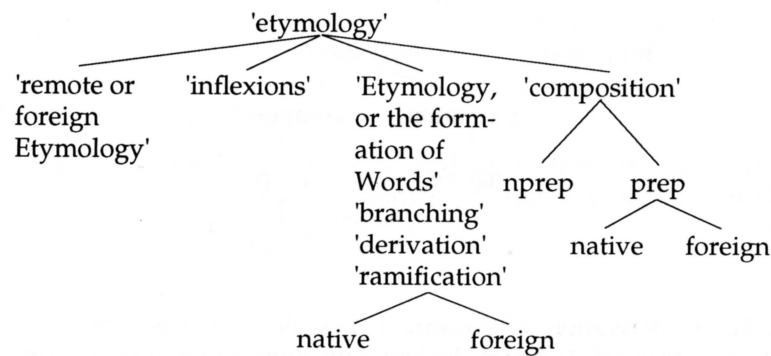 'etymology'
'remote or
foreign
Etymology'
'inflexions'
'Etymology,
or the form-
ation of
Words'
'branching'
'derivation'
'ramification'
'composition'
nprep
prep
native
foreign
native
foreign